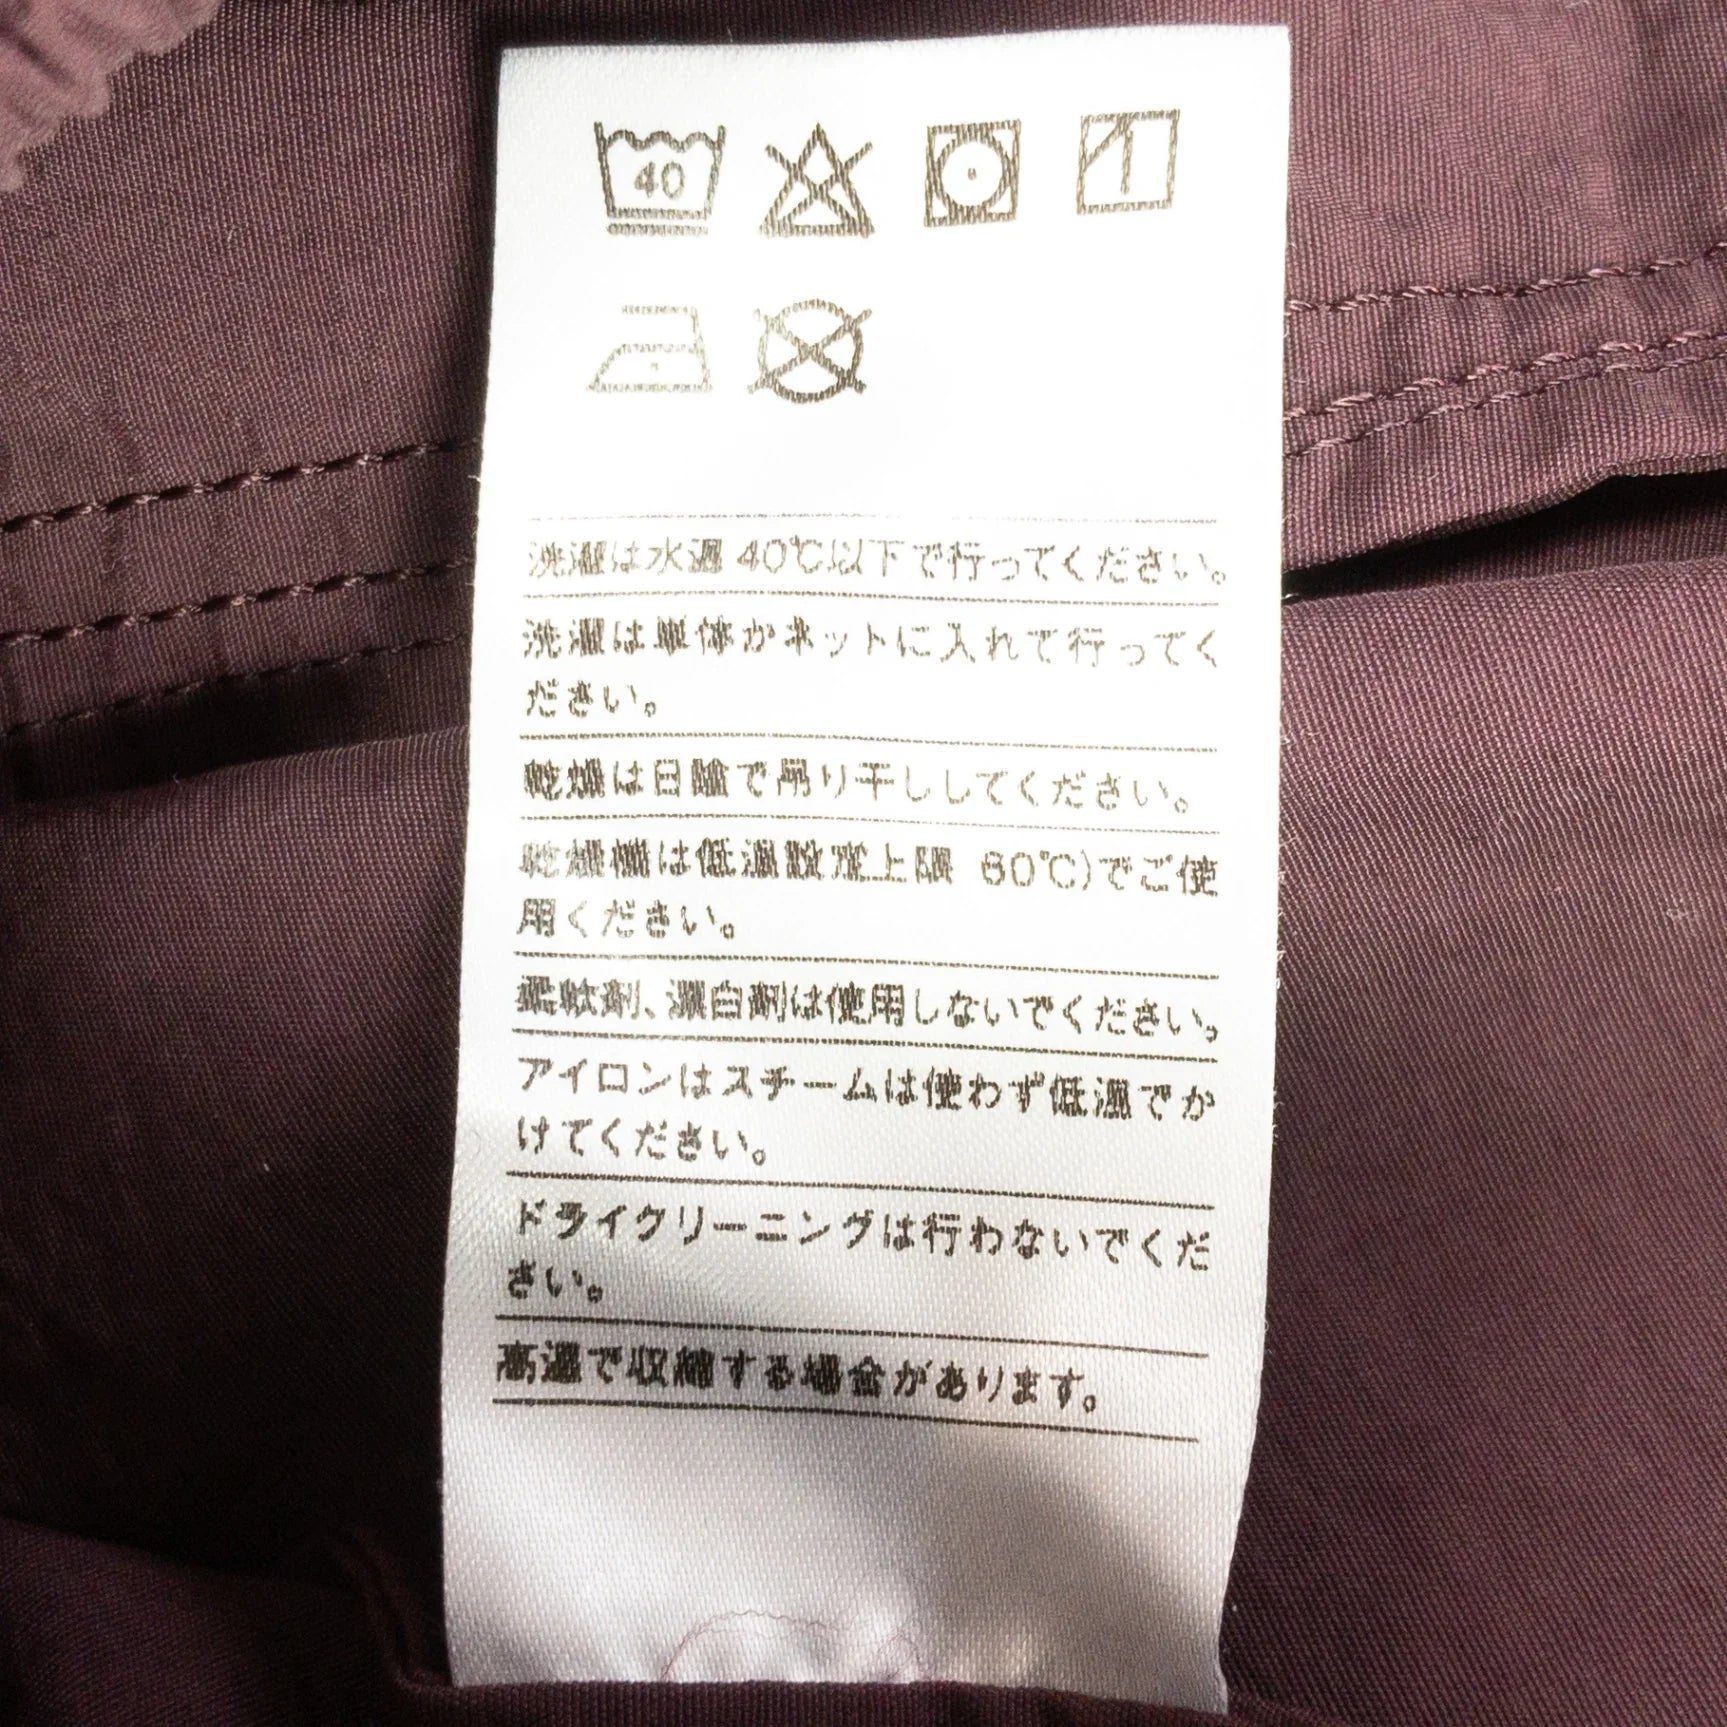 40
洗濯は水温 40℃以下で行ってください。
洗濯は単体かネットに入れて行ってく
ださい。
乾燥は日陰で吊り干ししてください。
乾燥機は低温設定上限 60℃)でご使
用ください。
柔軟剤、漂白剤は使用しないでください。
アイロンはスチームは使わず低温でか
けてください。
ドライクリーニングは行わないでくだ
さい。
高温で収縮する場合があります。